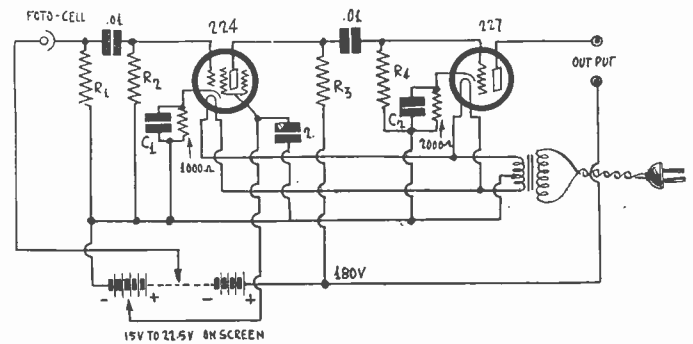 FOTO-CELL
.01
224
.01
227
R1
R2
R3
R4
OUT PUT
C1
1000Ω
2.
C2
2000Ω
180V
- + - +
15V TO 22.5V ON SCREEN